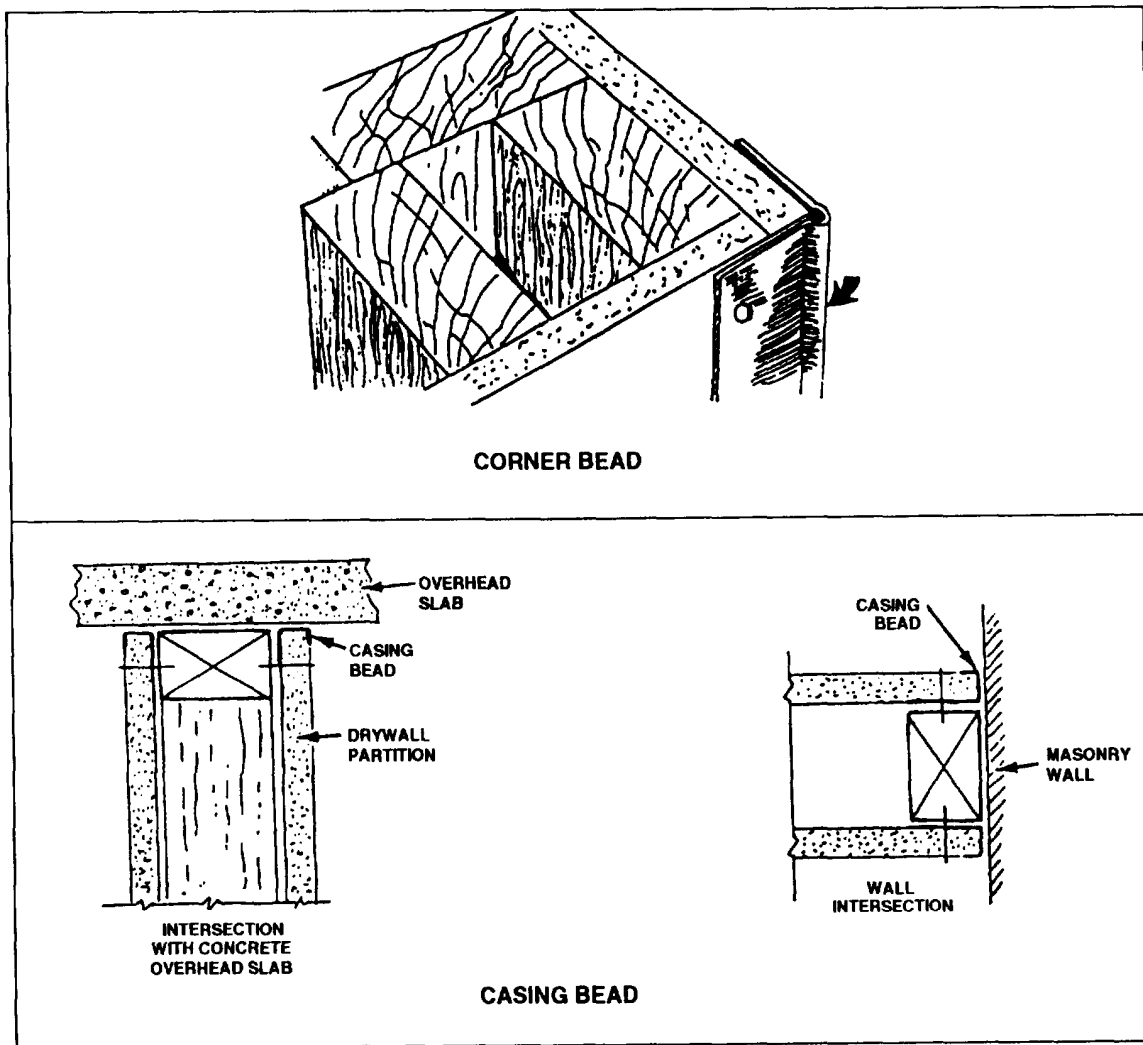 CORNER BEAD
OVERHEAD
SLAB
CASING
BEAD
DRYWALL
PARTITION
INTERSECTION
WITH CONCRETE
OVERHEAD SLAB
CASING
BEAD
MASONRY
WALL
WALL
INTERSECTION
CASING BEAD